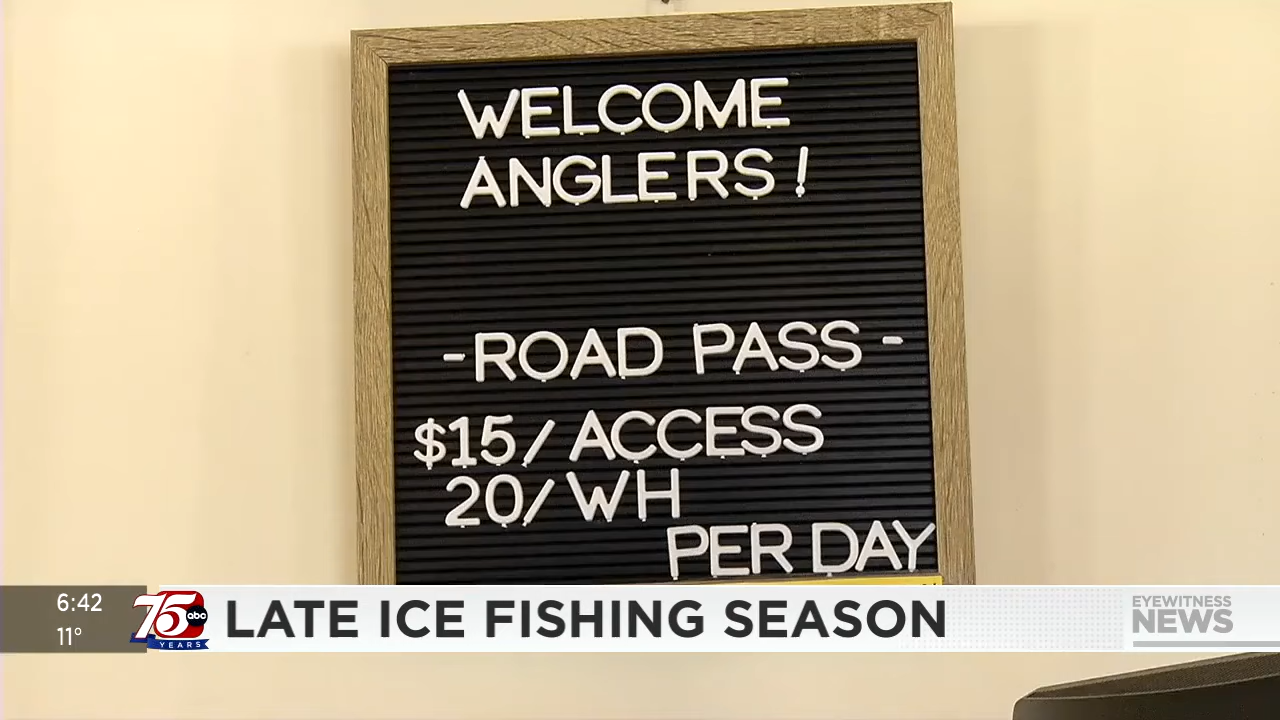 WELCOME
ANGLERS!
-ROAD PASS-
$15/ACCESS
20/WH
PER DAY
6:42
11°
75
abc
YEARS
LATE ICE FISHING SEASON
EYEWITNESS
NEWS